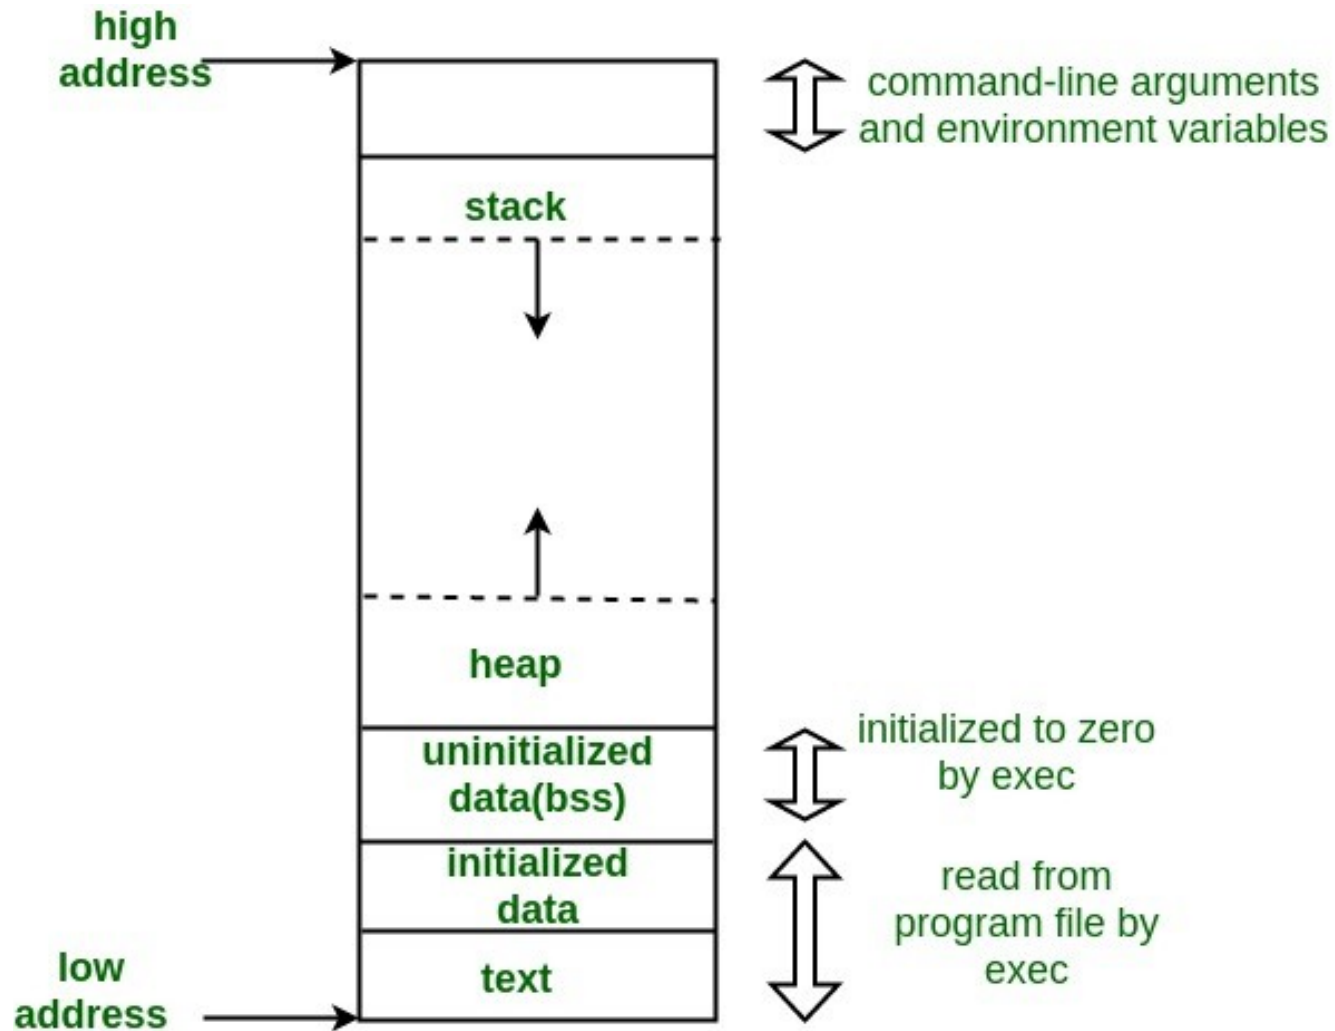 high
address
command-line arguments
and environment variables
stack
heap
uninitialized
data(bss)
initialized to zero
by exec
initialized
data
read from
program file by
exec
text
low
address